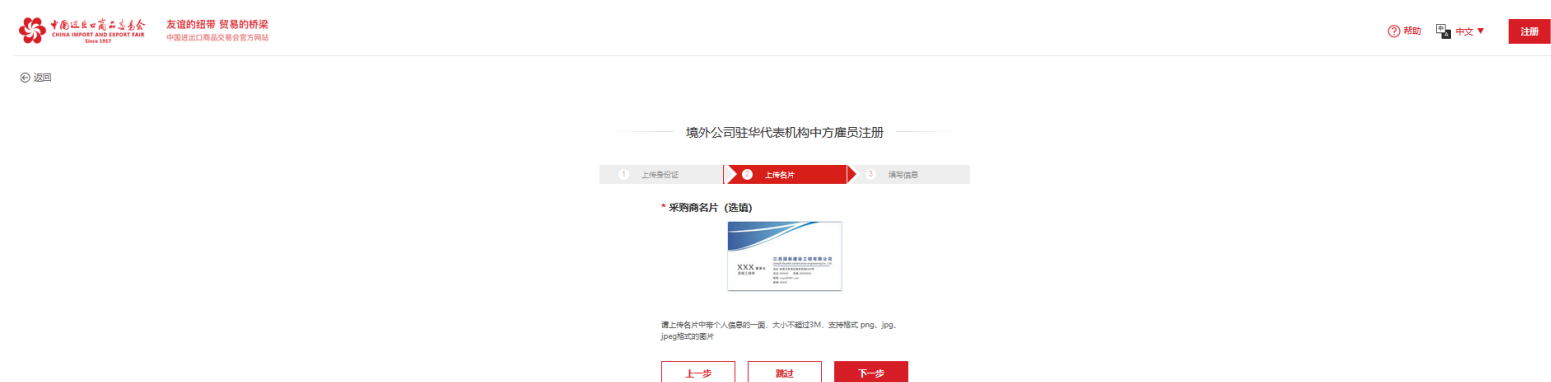 中国进出口商品交易会
CHINA IMPORT AND EXPORT FAIR
Since 1957
友谊的纽带 贸易的桥梁
中国进出口商品交易会官方网站
帮助
中文
注册
返回
境外公司驻华代表机构中方雇员注册
1 上传身份证
2 上传名片
3 填写信息
* 采购商名片 (选填)
XXX
请上传名片中带个人信息的一面，大小不超过3M，支持格式 png、jpg、
jpeg格式的图片
上一步
跳过
下一步